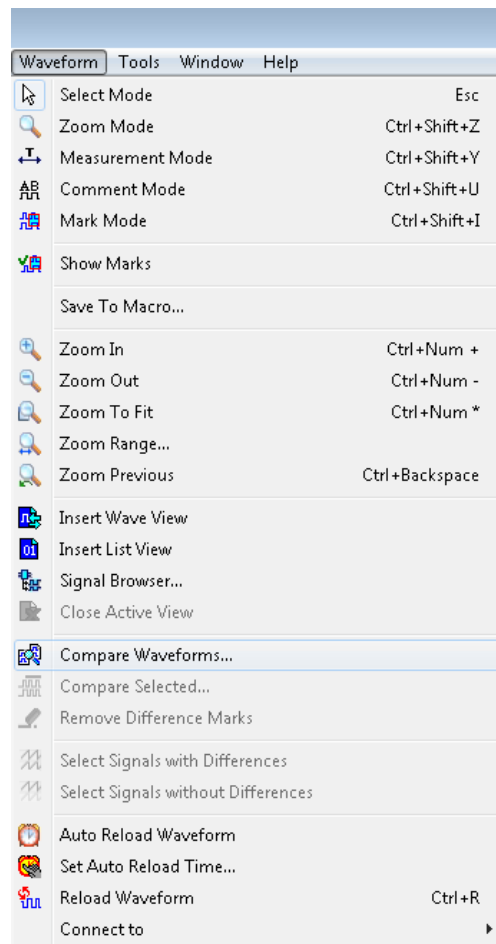 Waveform Tools Window Help
Select Mode Esc
Zoom Mode Ctrl+Shift+Z
Measurement Mode Ctrl+Shift+Y
Comment Mode Ctrl+Shift+U
Mark Mode Ctrl+Shift+I
Show Marks
Save To Macro...
Zoom In Ctrl+Num +
Zoom Out Ctrl+Num -
Zoom To Fit Ctrl+Num *
Zoom Range...
Zoom Previous Ctrl+Backspace
Insert Wave View
Insert List View
Signal Browser...
Close Active View
Compare Waveforms...
Compare Selected...
Remove Difference Marks
Select Signals with Differences
Select Signals without Differences
Auto Reload Waveform
Set Auto Reload Time...
Reload Waveform Ctrl+R
Connect to